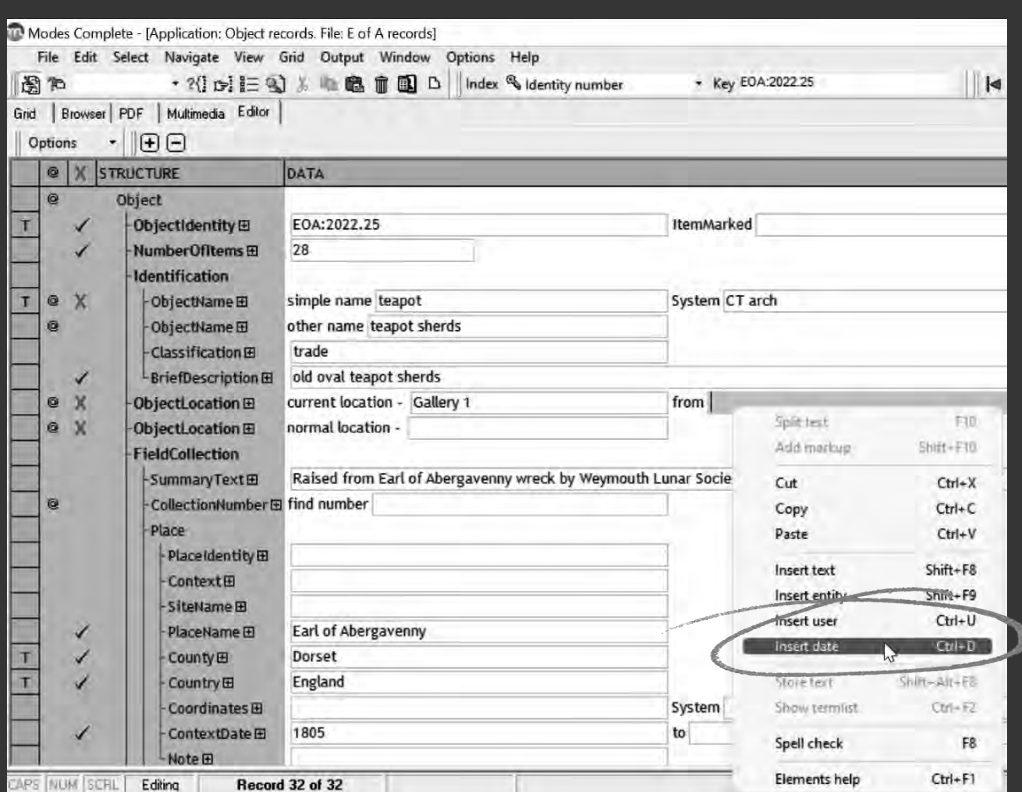 Modes Complete - [Application: Object records. File: E of A records]
File Edit Select Navigate View Grid Output Window Options Help
Index Identity number Key EOA:2022.25
Grid Browser PDF Multimedia Editor
Options
@ X STRUCTURE DATA
@ Object
T ✓ ObjectIdentity EOA:2022.25 ItemMarked
✓ NumberOfItems 28
Identification
T @ X ObjectName simple name teapot System CT arch
@ ObjectName other name teapot sherds
Classification trade
✓ BriefDescription old oval teapot sherds
@ X ObjectLocation current location - Gallery 1 from
@ X ObjectLocation normal location -
FieldCollection
SummaryText Raised from Earl of Abergavenny wreck by Weymouth Lunar Socie
@ CollectionNumber find number
Place
PlaceIdentity
Context
SiteName
✓ PlaceName Earl of Abergavenny
T ✓ County Dorset
T ✓ Country England
Coordinates System
✓ ContextDate 1805 to
Note
Split text F10
Add markup Shift+F10
Cut Ctrl+X
Copy Ctrl+C
Paste Ctrl+V
Insert text Shift+F8
Insert entity Shift+F9
Insert user Ctrl+U
Insert date Ctrl+D
Store text Shift+Alt+F8
Show termlist Ctrl+F2
Spell check F8
Elements help Ctrl+F1
CAPS NUM SCRL Editing Record 32 of 32